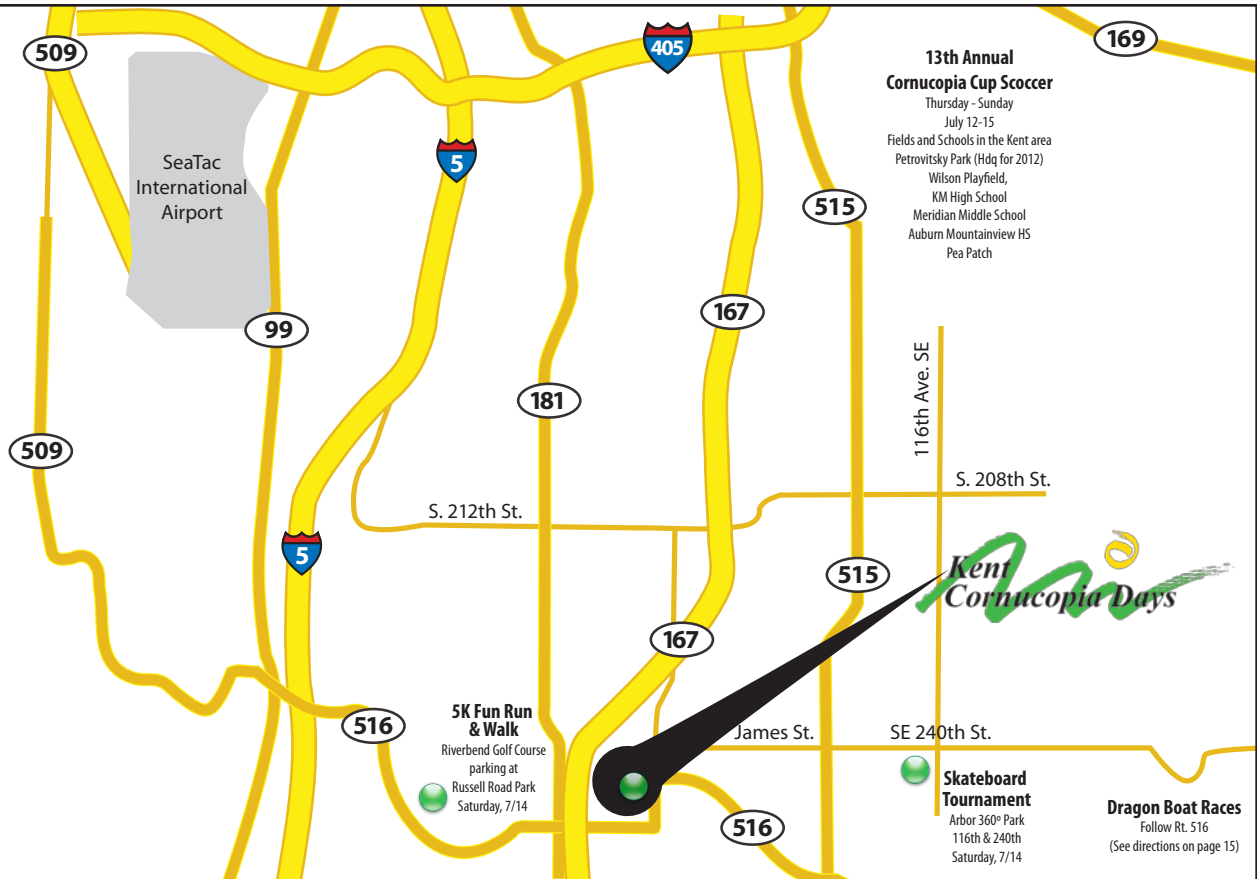 509
405
169
13th Annual
Cornucopia Cup Scoccer
Thursday - Sunday
July 12-15
Fields and Schools in the Kent area
Petrovitsky Park (Hdq for 2012)
Wilson Playfield,
KM High School
Meridian Middle School
Auburn Mountainview HS
Pea Patch
5
SeaTac
International
Airport
515
167
99
116th Ave. SE
181
509
S. 208th St.
S. 212th St.
5
515
Kent
Cornucopia Days
167
516
5K Fun Run
& Walk
Riverbend Golf Course
parking at
Russell Road Park
Saturday, 7/14
James St.
SE 240th St.
Skateboard
Tournament
Arbor 360º Park
116th & 240th
Saturday, 7/14
516
Dragon Boat Races
Follow Rt. 516
(See directions on page 15)